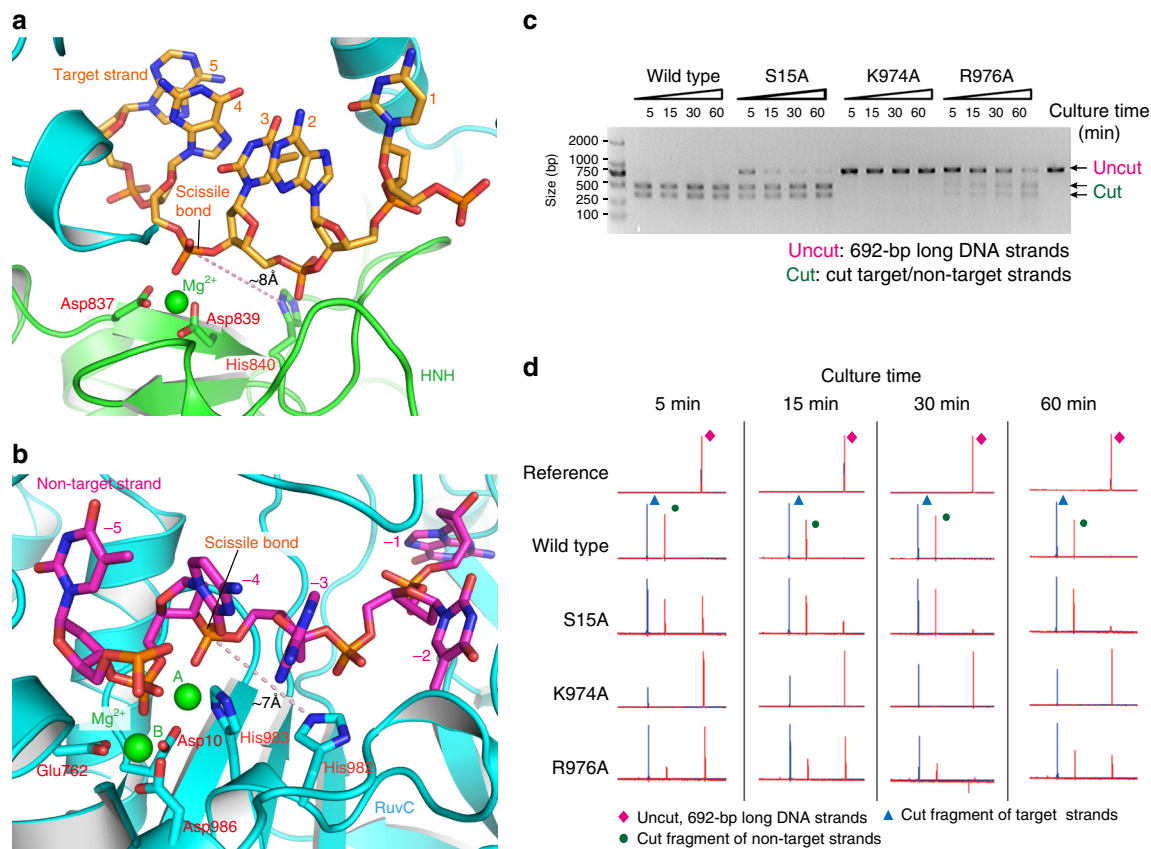 a
Target strand
5
4
3
2
1
Scissile
bond
~8Å
Mg2+
Asp837
Asp839
His840
HNH
b
Non-target strand
–5
Scissile bond
–4
–3
–1
–2
A
~7Å
Mg2+
B
Asp10
His983
His982
Glu762
Asp986
RuvC
c
Wild type S15A K974A R976A
5 15 30 60 5 15 30 60 5 15 30 60 5 15 30 60 Culture time
(min)
Size (bp)
2000
1000
750
500
250
100
Uncut
Cut
Uncut: 692-bp long DNA strands
Cut: cut target/non-target strands
d
Culture time
5 min 15 min 30 min 60 min
Reference
Wild type
S15A
K974A
R976A
Uncut, 692-bp long DNA strands
Cut fragment of target strands
Cut fragment of non-target strands